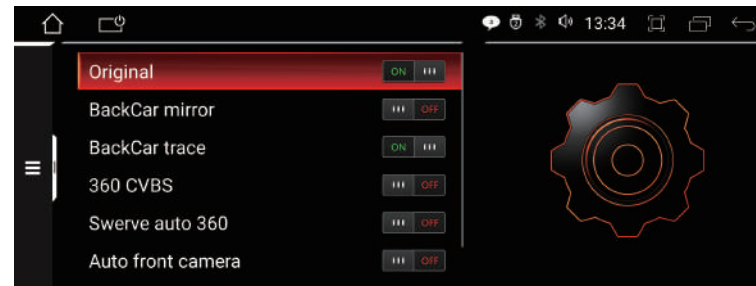 13:34
Original ON
BackCar mirror OFF
BackCar trace ON
360 CVBS OFF
Swerve auto 360 OFF
Auto front camera OFF